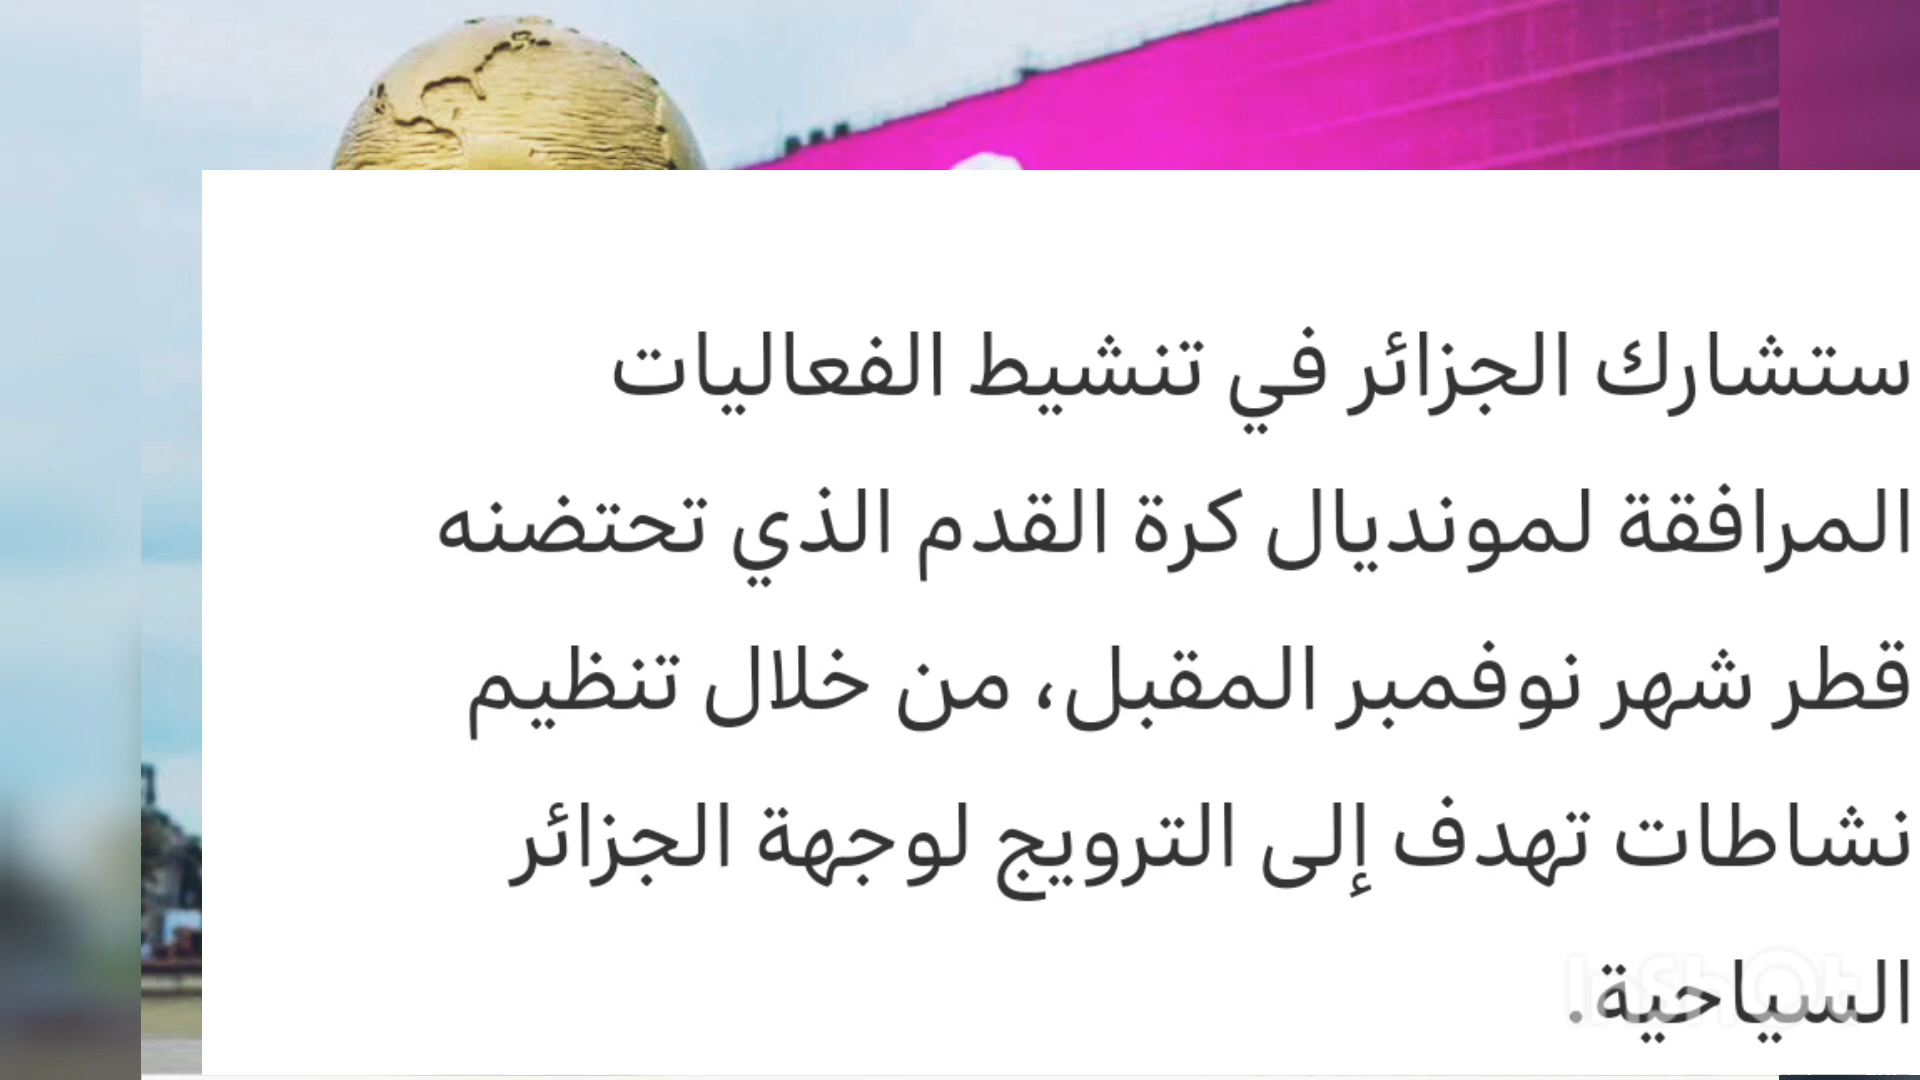 ستشارك الجزائر في تنشيط الفعاليات
المرافقة لمونديال كرة القدم الذي تحتضنه
قطر شهر نوفمبر المقبل، من خلال تنظيم
نشاطات تهدف إلى الترويج لوجهة الجزائر
السياحية.
InShOt